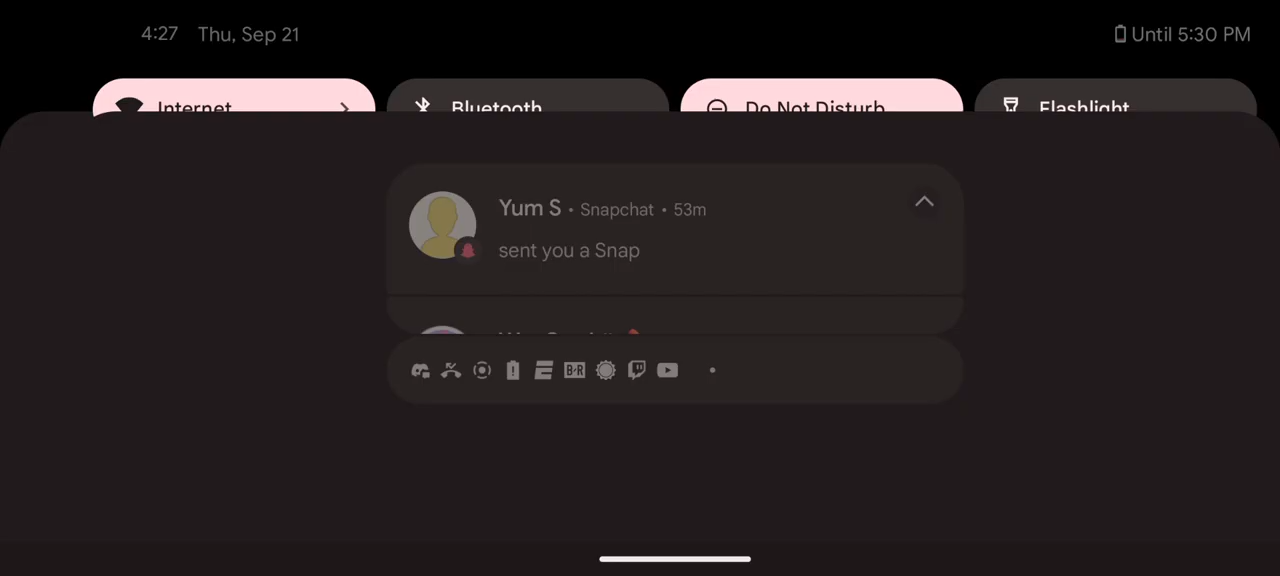 4:27 Thu, Sep 21
Until 5:30 PM
Internet
Bluetooth
Do Not Disturb
Flashlight
Yum S • Snapchat • 53m
sent you a Snap
B/R